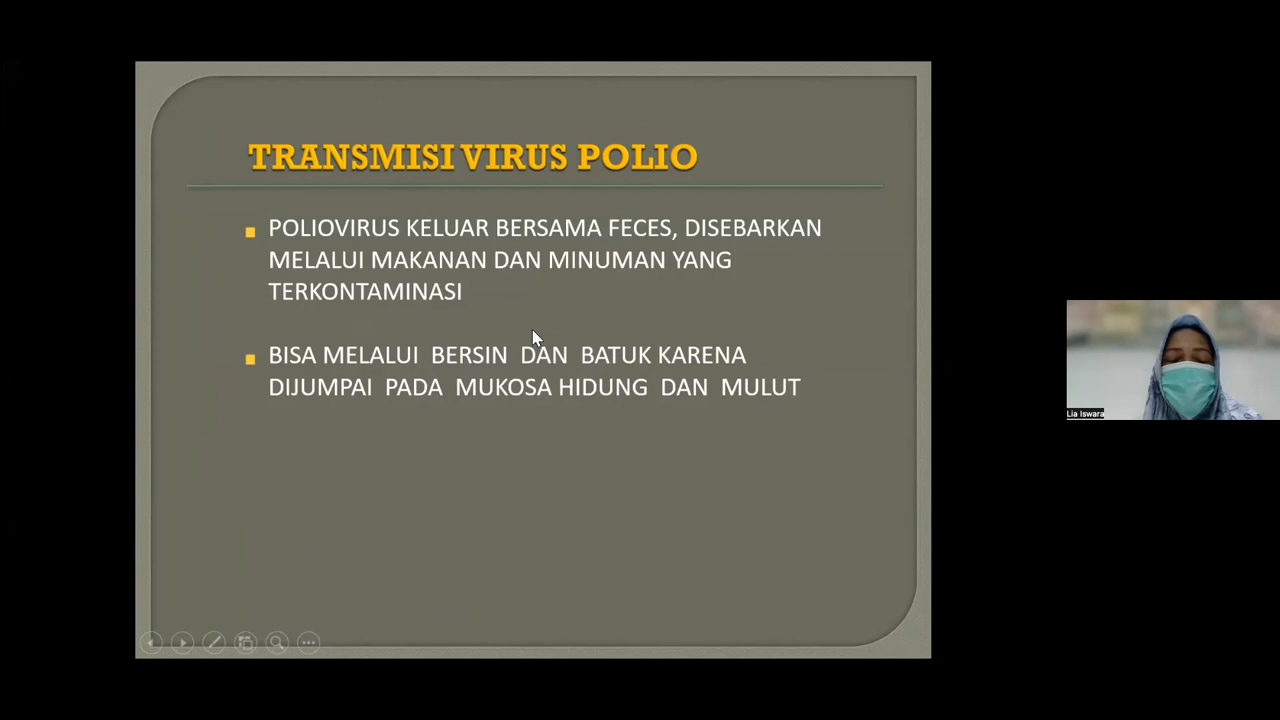 TRANSMISI VIRUS POLIO
POLIOVIRUS KELUAR BERSAMA FECES, DISEBARKAN
MELALUI MAKANAN DAN MINUMAN YANG
TERKONTAMINASI
BISA MELALUI BERSIN DAN BATUK KARENA
DIJUMPAI PADA MUKOSA HIDUNG DAN MULUT
Lia Iswara